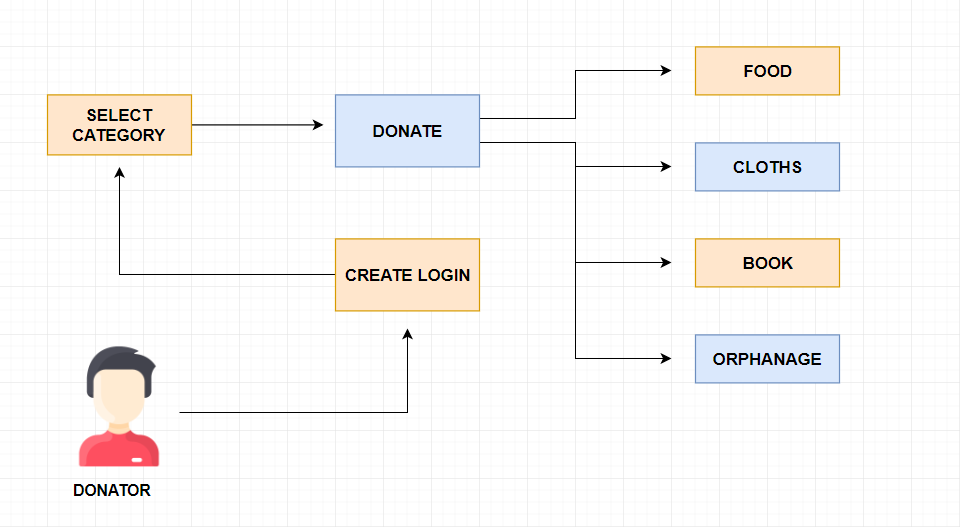 FOOD
SELECT
CATEGORY
DONATE
CLOTHS
BOOK
CREATE LOGIN
ORPHANAGE
DONATOR